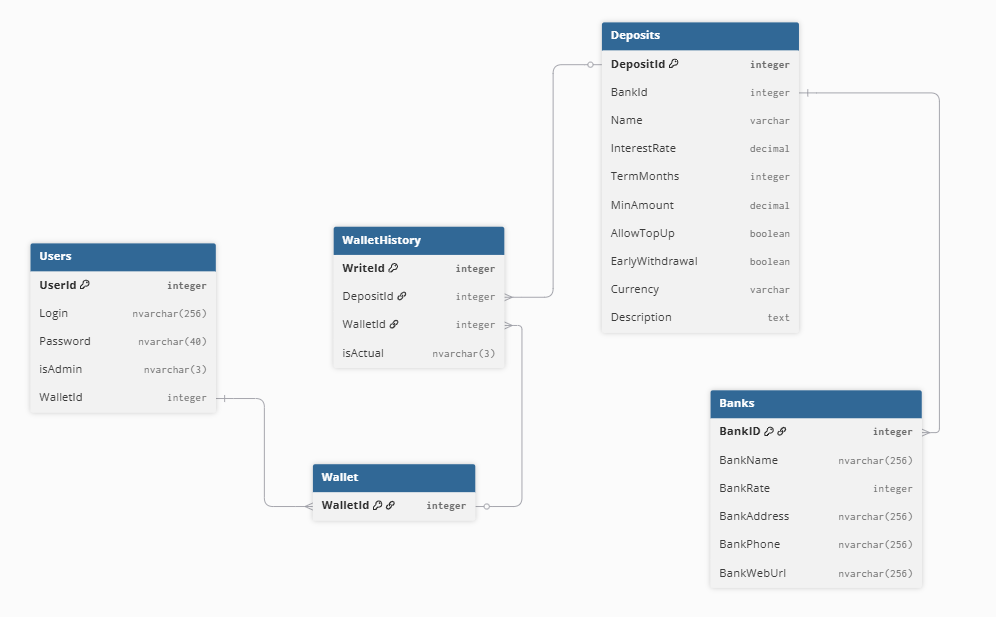 Deposits
DepositId integer
BankId integer
Name varchar
InterestRate decimal
TermMonths integer
MinAmount decimal
AllowTopUp boolean
EarlyWithdrawal boolean
Currency varchar
Description text
WalletHistory
WriteId integer
DepositId integer
WalletId integer
isActual nvarchar(3)
Users
UserId integer
Login nvarchar(256)
Password nvarchar(40)
isAdmin nvarchar(3)
WalletId integer
Wallet
WalletId integer
Banks
BankID integer
BankName nvarchar(256)
BankRate integer
BankAddress nvarchar(256)
BankPhone nvarchar(256)
BankWebUrl nvarchar(256)